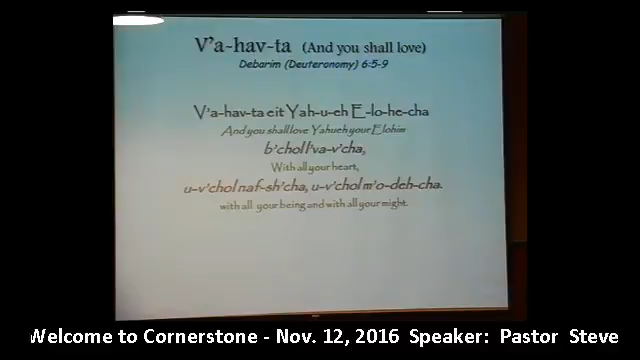 V'a-hav-ta (And you shall love)
Debarim (Deuteronomy) 6:5-9
V'a-hav-ta eit Yah-u-eh E-lo-he-cha
And you shall love Yahueh your Elohim
b'chol l'va-v'cha,
With all your heart,
u-v'chol naf-sh'cha, u-v'chol m'o-deh-cha.
with all your being and with all your might.
Welcome to Cornerstone - Nov. 12, 2016 Speaker: Pastor Steve